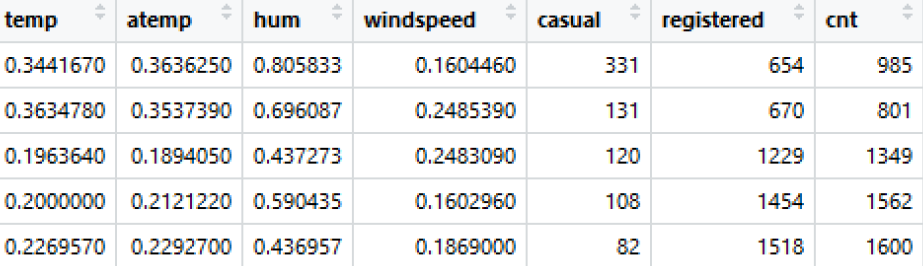 temp atemp hum windspeed casual registered cnt
0.3441670 0.3636250 0.805833 0.1604460 331 654 985
0.3634780 0.3537390 0.696087 0.2485390 131 670 801
0.1963640 0.1894050 0.437273 0.2483090 120 1229 1349
0.2000000 0.2121220 0.590435 0.1602960 108 1454 1562
0.2269570 0.2292700 0.436957 0.1869000 82 1518 1600